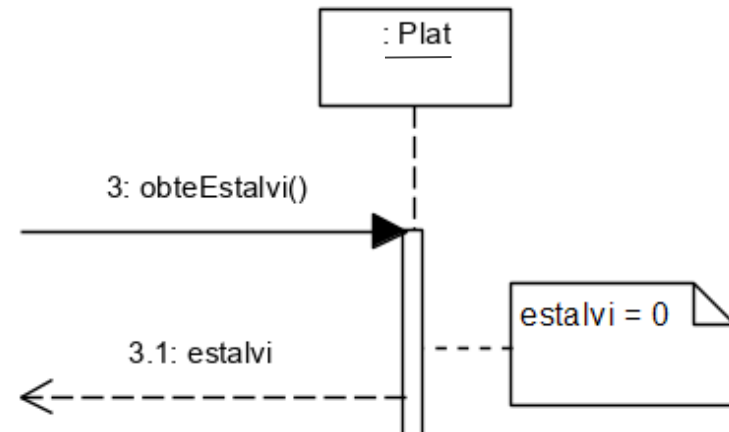 : Plat
3: obteEstalvi()
estalvi = 0
3.1: estalvi